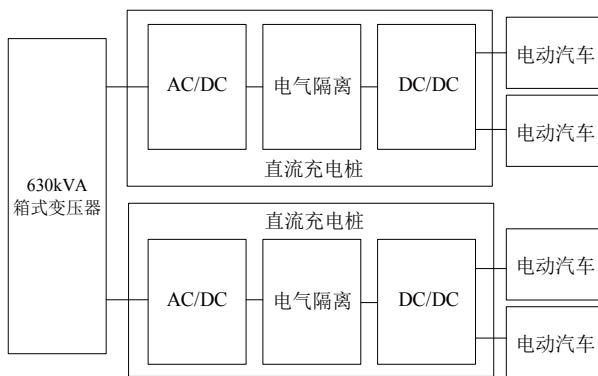 630kVA
箱式变压器
AC/DC
电气隔离
DC/DC
直流充电桩
电动汽车
电动汽车
直流充电桩
AC/DC
电气隔离
DC/DC
电动汽车
电动汽车